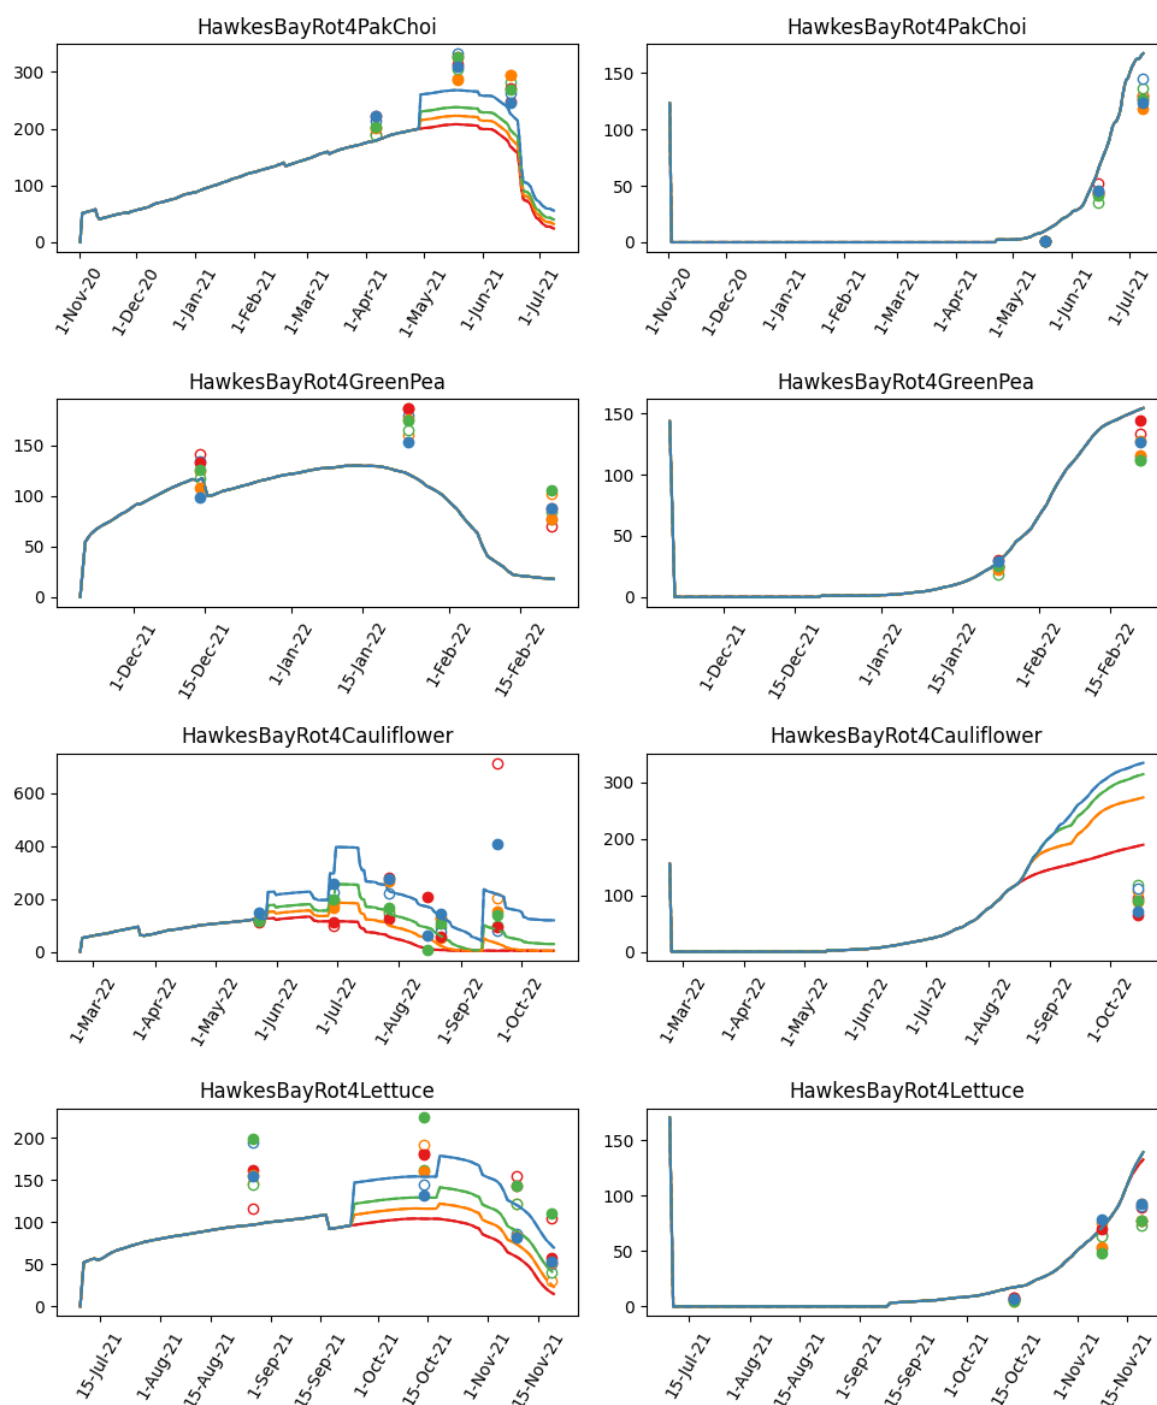 HawkesBayRot4PakChoi
300
200
100
0
1-Nov-20
1-Dec-20
1-Jan-21
1-Feb-21
1-Mar-21
1-Apr-21
1-May-21
1-Jun-21
1-Jul-21
HawkesBayRot4PakChoi
150
100
50
0
1-Nov-20
1-Dec-20
1-Jan-21
1-Feb-21
1-Mar-21
1-Apr-21
1-May-21
1-Jun-21
1-Jul-21
HawkesBayRot4GreenPea
150
100
50
0
1-Dec-21
15-Dec-21
1-Jan-22
15-Jan-22
1-Feb-22
15-Feb-22
HawkesBayRot4GreenPea
150
100
50
0
1-Dec-21
15-Dec-21
1-Jan-22
15-Jan-22
1-Feb-22
15-Feb-22
HawkesBayRot4Cauliflower
600
400
200
0
1-Mar-22
1-Apr-22
1-May-22
1-Jun-22
1-Jul-22
1-Aug-22
1-Sep-22
1-Oct-22
HawkesBayRot4Cauliflower
300
200
100
0
1-Mar-22
1-Apr-22
1-May-22
1-Jun-22
1-Jul-22
1-Aug-22
1-Sep-22
1-Oct-22
HawkesBayRot4Lettuce
200
150
100
50
0
15-Jul-21
1-Aug-21
15-Aug-21
1-Sep-21
15-Sep-21
1-Oct-21
15-Oct-21
1-Nov-21
15-Nov-21
HawkesBayRot4Lettuce
150
100
50
0
15-Jul-21
1-Aug-21
15-Aug-21
1-Sep-21
15-Sep-21
1-Oct-21
15-Oct-21
1-Nov-21
15-Nov-21